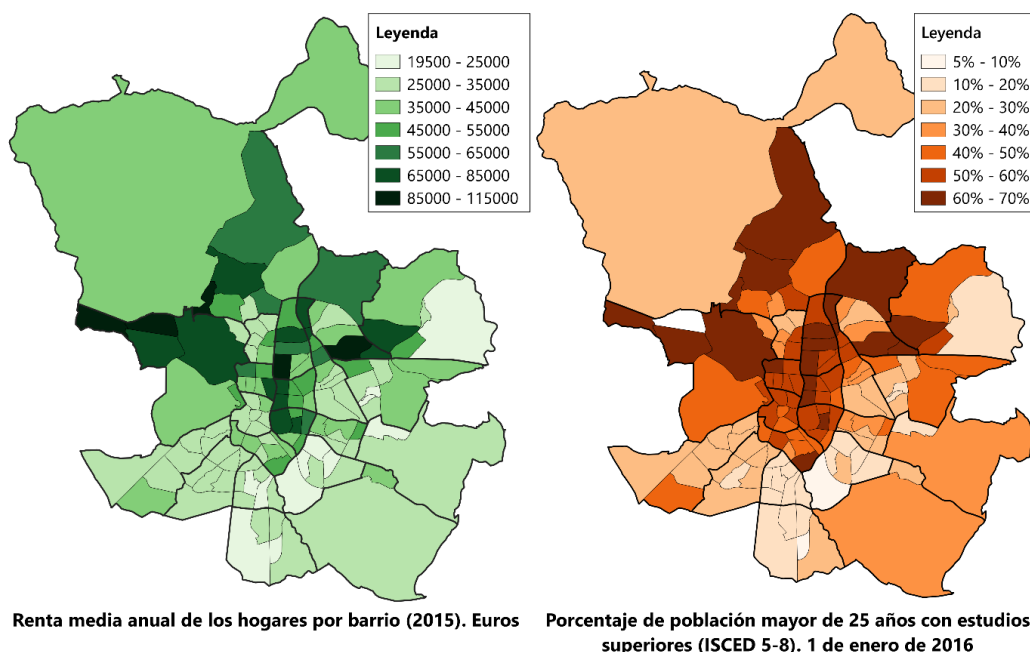 Leyenda
19500 - 25000
25000 - 35000
35000 - 45000
45000 - 55000
55000 - 65000
65000 - 85000
85000 - 115000
Renta media anual de los hogares por barrio (2015). Euros
Leyenda
5% - 10%
10% - 20%
20% - 30%
30% - 40%
40% - 50%
50% - 60%
60% - 70%
Porcentaje de población mayor de 25 años con estudios
superiores (ISCED 5-8). 1 de enero de 2016